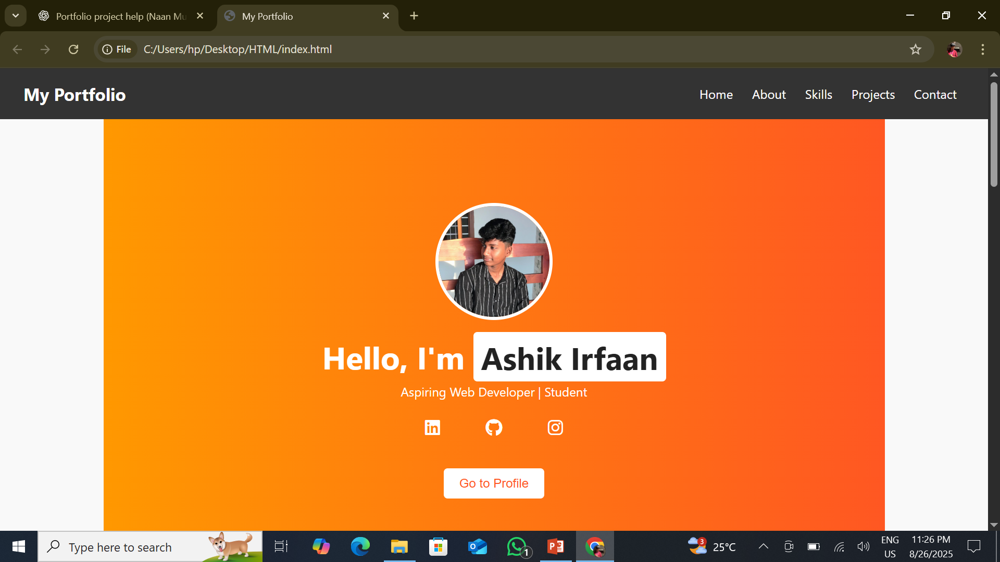 Portfolio project help (Naan Mu
My Portfolio
File
C:/Users/hp/Desktop/HTML/index.html
My Portfolio
Home About Skills Projects Contact
Hello, I'm Ashik Irfaan
Aspiring Web Developer | Student
in
Go to Profile
Type here to search
1
3
25°C
ENG
US
11:26 PM
8/26/2025